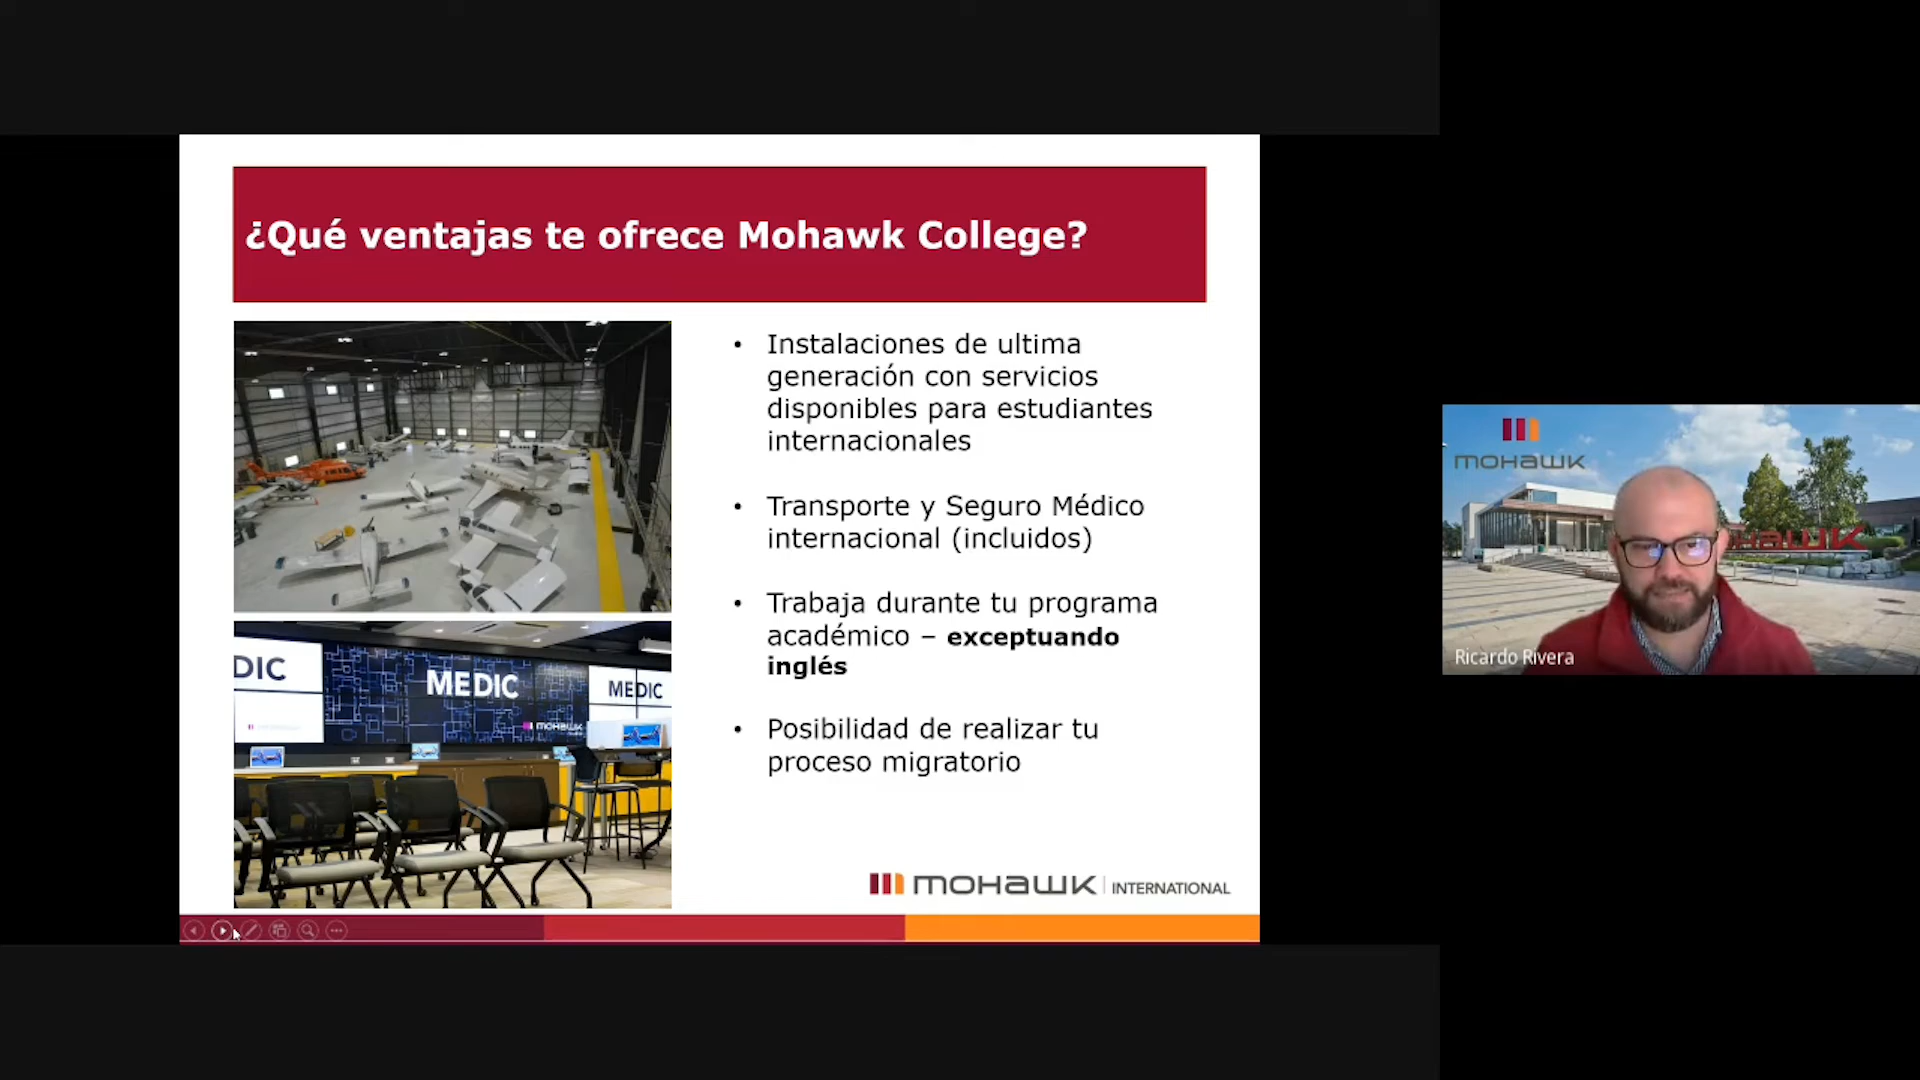 ¿Qué ventajas te ofrece Mohawk College?
Instalaciones de ultima
generación con servicios
disponibles para estudiantes
internacionales
Transporte y Seguro Médico
internacional (incluidos)
Trabaja durante tu programa
académico – exceptuando
inglés
Posibilidad de realizar tu
proceso migratorio
DIC
MEDIC
MEDIC
mohawk
mohawk | INTERNATIONAL
mohawk
hawk
Ricardo Rivera